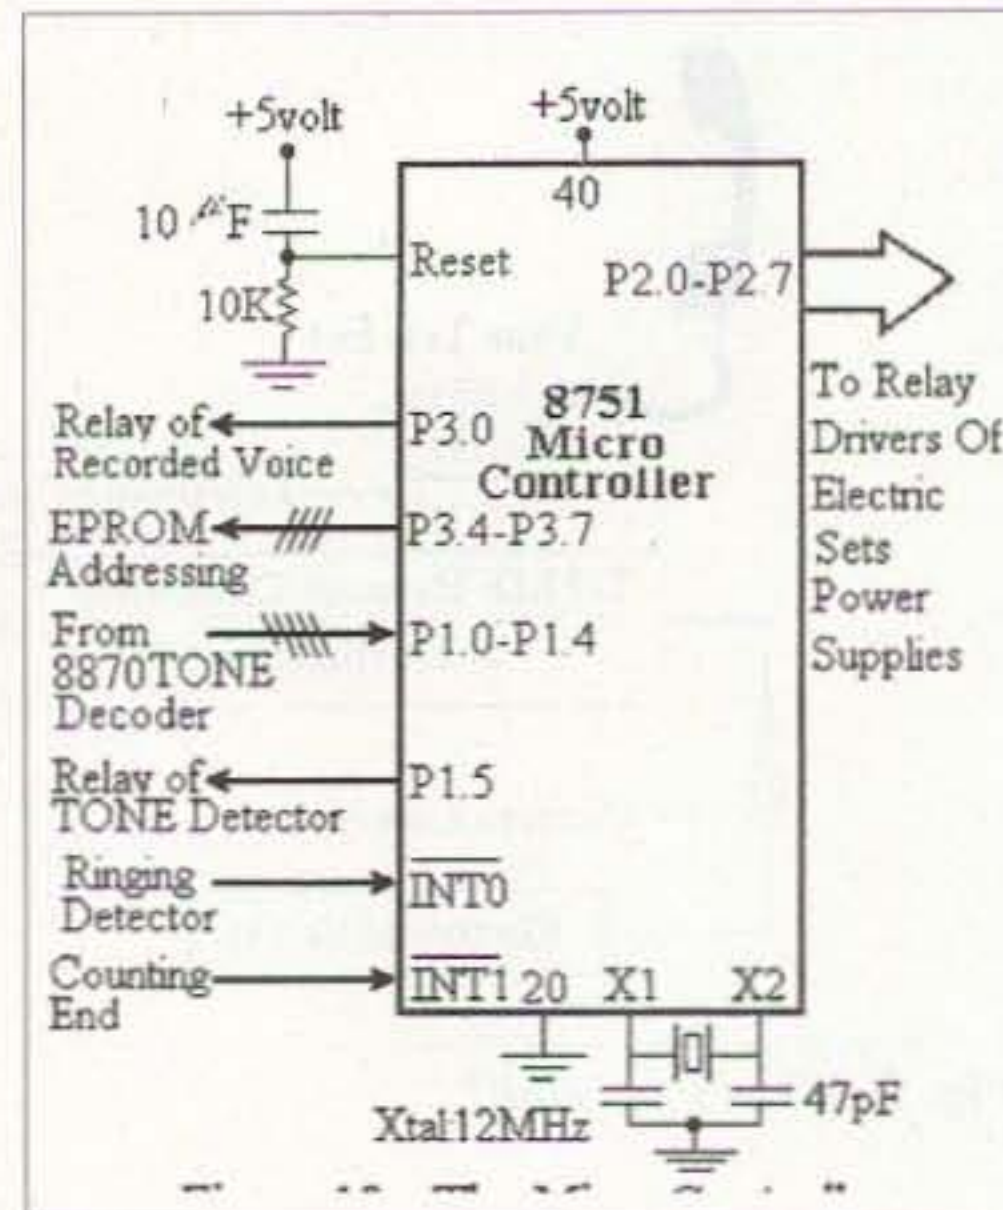 +5volt
+5volt
10 µF
40
Reset
P2.0-P2.7
10K
To Relay
Drivers Of
Electric
Sets
Power
Supplies
8751
Micro
Controller
Relay of
Recorded Voice
P3.0
EPROM
Addressing
P3.4-P3.7
From
8870TONE
Decoder
P1.0-P1.4
Relay of
TONE Detector
P1.5
Ringing
Detector
INT0
Counting
End
INT1 20 X1 X2
47pF
Xtal:12MHz